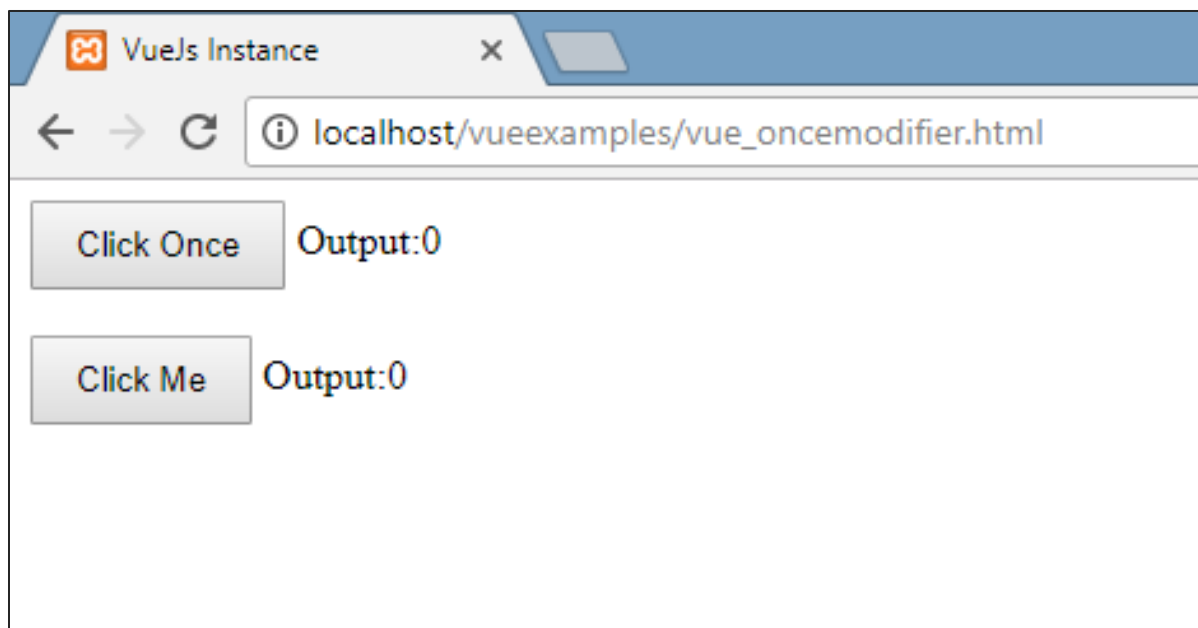 VueJs Instance
localhost/vueexamples/vue_oncemodifier.html
Click Once Output:0
Click Me Output:0